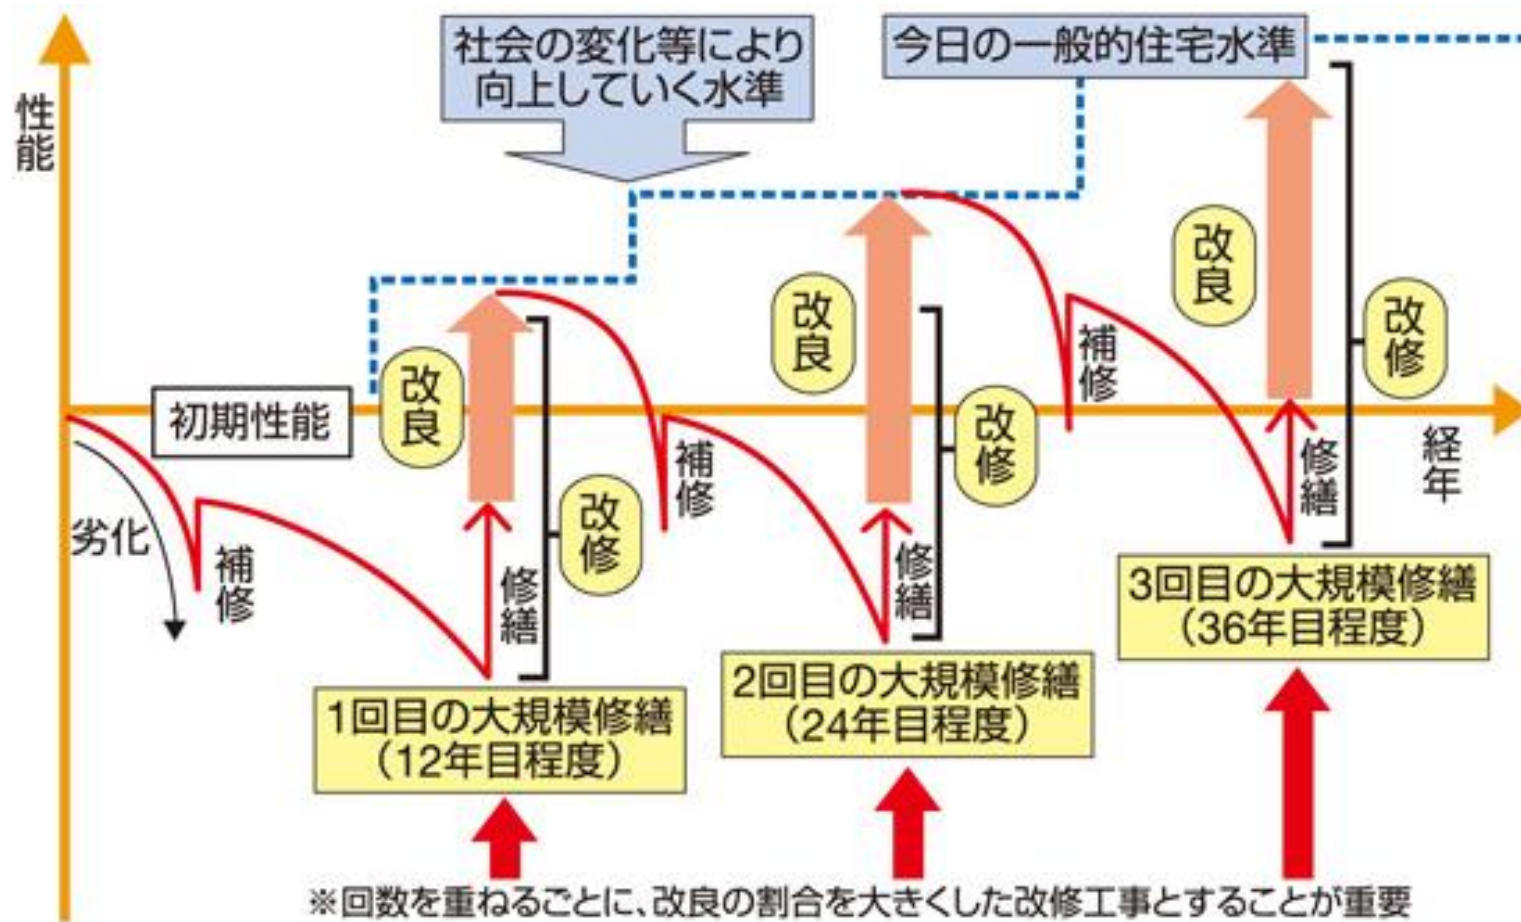 性能
社会の変化等により
向上していく水準
今日の一般的住宅水準
初期性能
劣化
補修
改良
修繕
改修
1回目の大規模修繕
（12年目程度）
補修
改良
修繕
改修
2回目の大規模修繕
（24年目程度）
補修
改良
修繕
改修
3回目の大規模修繕
（36年目程度）
経年
※回数を重ねるごとに、改良の割合を大きくした改修工事とすることが重要